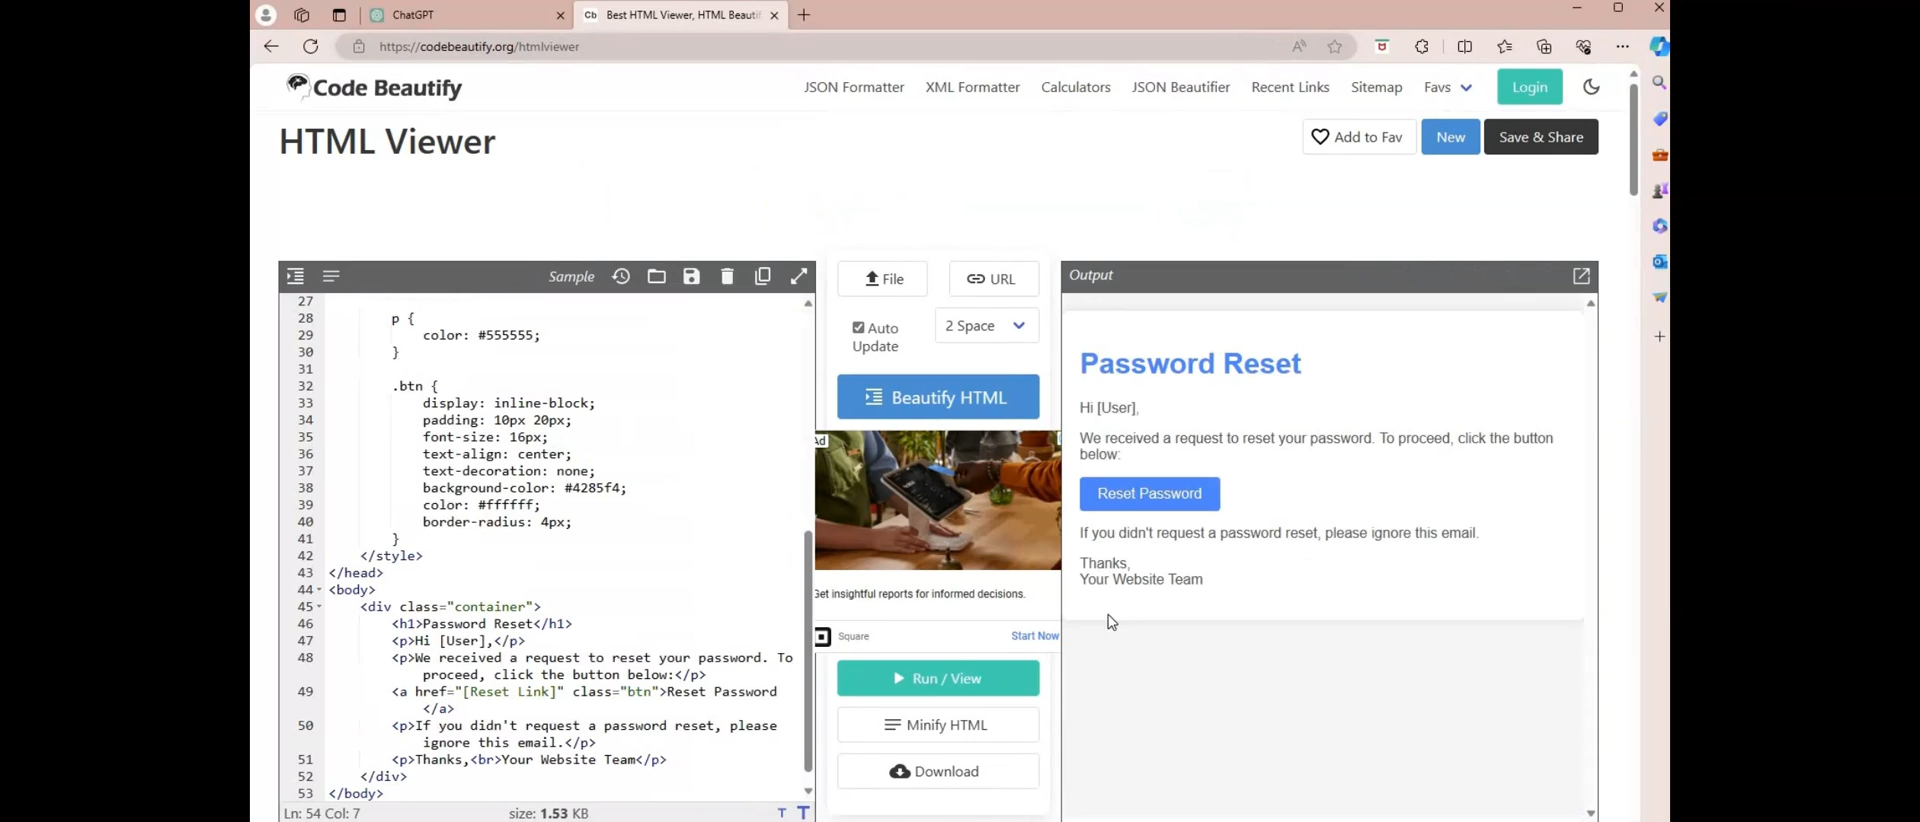 ChatGPT
Cb Best HTML Viewer, HTML Beautif
https://codebeautify.org/htmlviewer
Code Beautify
JSON Formatter XML Formatter Calculators JSON Beautifier Recent Links Sitemap Favs Login
HTML Viewer
Add to Fav New Save & Share
Sample
27
28 p {
29 color: #555555;
30 }
31
32 .btn {
33 display: inline-block;
34 padding: 10px 20px;
35 font-size: 16px;
36 text-align: center;
37 text-decoration: none;
38 background-color: #4285f4;
39 color: #ffffff;
40 border-radius: 4px;
41 }
42 </style>
43 </head>
44 <body>
45 <div class="container">
46 <h1>Password Reset</h1>
47 <p>Hi [User],</p>
48 <p>We received a request to reset your password. To
proceed, click the button below:</p>
49 <a href="[Reset Link]" class="btn">Reset Password
</a>
50 <p>If you didn't request a password reset, please
ignore this email.</p>
51 <p>Thanks,<br>Your Website Team</p>
52 </div>
53 </body>
Ln: 54 Col: 7 size: 1.53 KB T T
File URL
Auto
Update
2 Space
Beautify HTML
Ad
Get insightful reports for informed decisions.
Square Start Now
Run / View
Minify HTML
Download
Output
Password Reset
Hi [User],
We received a request to reset your password. To proceed, click the button
below:
Reset Password
If you didn't request a password reset, please ignore this email.
Thanks,
Your Website Team